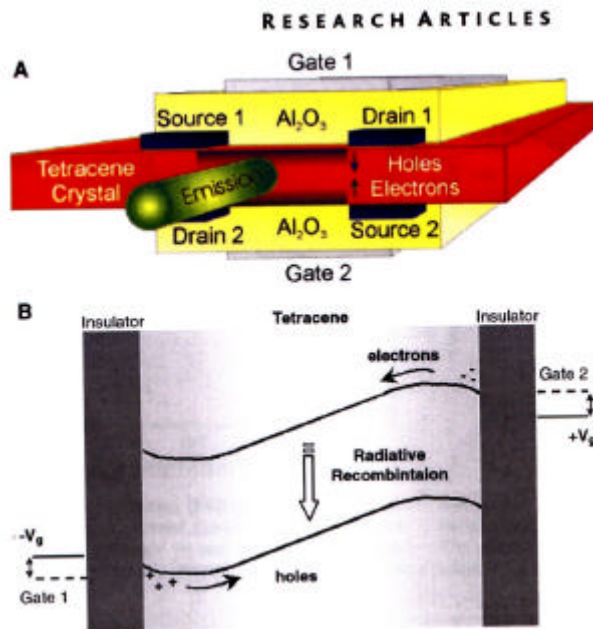 RESEARCH ARTICLES
A
Gate 1
Source 1
Al2O3
Drain 1
Tetracene
Crystal
Emission
Holes
Electrons
Drain 2
Al2O3
Source 2
Gate 2
B
Insulator
Tetracene
Insulator
electrons
- -
Gate 2
+Vg
Radiative
Recombintaion
-Vg
Gate 1
+ + +
holes